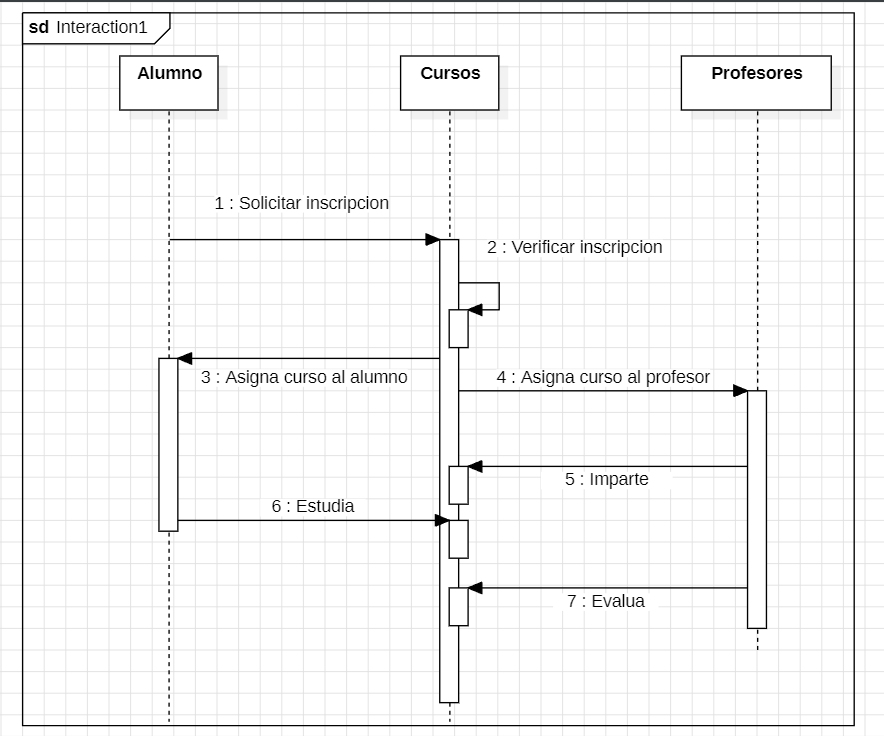 sd Interaction1
Alumno
Cursos
Profesores
1 : Solicitar inscripcion
2 : Verificar inscripcion
3 : Asigna curso al alumno
4 : Asigna curso al profesor
5 : Imparte
6 : Estudia
7 : Evalua